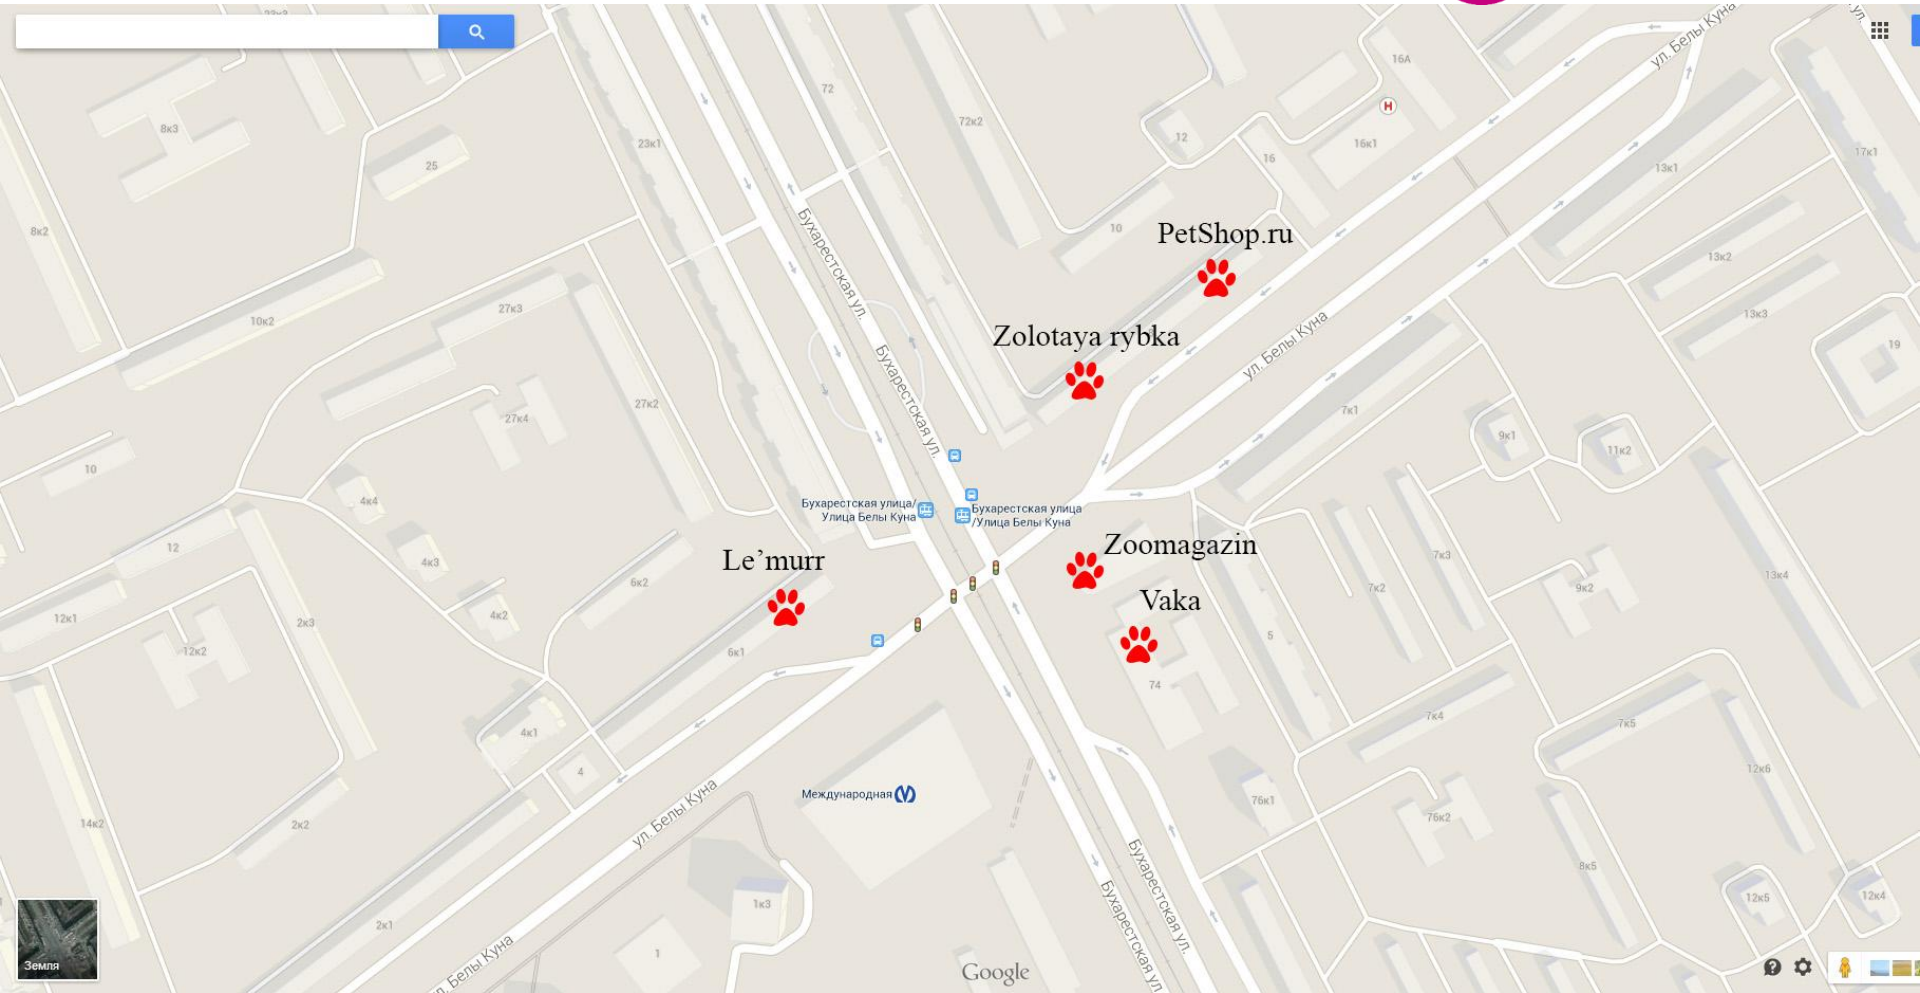 8к3
25
23к1
72
72к2
12
16
16А
H
16к1
17к1
13к1
ул. Белы Куна
8к2
10
PetShop.ru
Бухарестская ул.
13к2
13к3
10к2
27к3
Zolotaya rybka
ул. Белы Куна
19
Бухарестская ул.
27к2
27к4
7к1
9к1
11к2
10
4к4
Бухарестская улица/
Улица Белы Куна
Бухарестская улица
/Улица Белы Куна
12
4к3
Le’murr
Zoomagazin
7к3
13к4
6к2
7к2
9к2
Vaka
12к1
4к2
2к3
5
12к2
6к1
74
7к4
7к5
4к1
4
12к6
Международная
76к1
76к2
ул. Белы Куна
14к2
2к2
8к5
Бухарестская ул.
1к3
12к5
12к4
2к1
Бухарестская ул
1
Белы Куна
Земля
Google